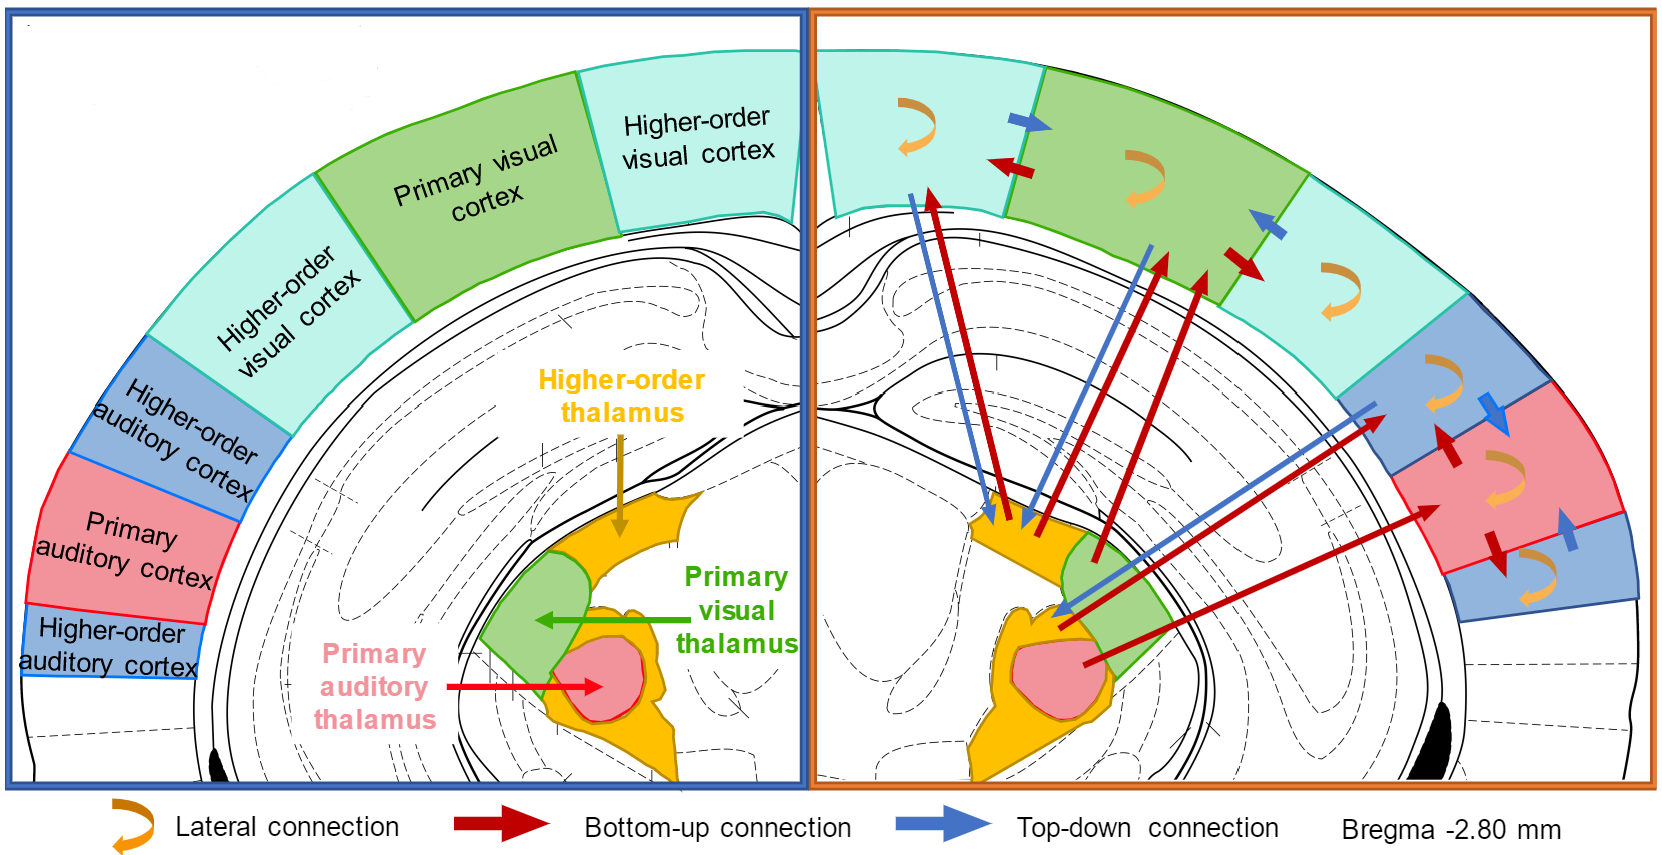 Higher-order
visual cortex
Primary visual
cortex
Higher-order
visual cortex
Higher-order
auditory cortex
Primary
auditory cortex
Higher-order
auditory cortex
Higher-order
thalamus
Primary
visual
thalamus
Primary
auditory
thalamus
Lateral connection
Bottom-up connection
Top-down connection
Bregma -2.80 mm